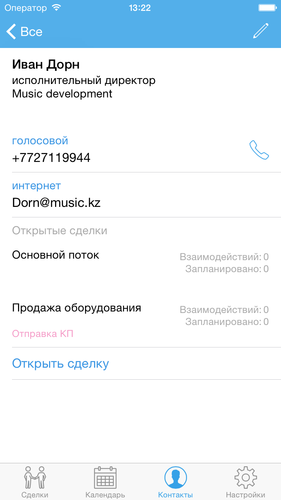 Оператор 13:22
Все
Иван Дорн
исполнительный директор
Music development
голосовой
+7727119944
интернет
Dorn@music.kz
Открытые сделки
Основной поток Взаимодействий: 0
Запланировано: 0
Продажа оборудования Взаимодействий: 0
Запланировано: 0
Отправка КП
Открыть сделку
Сделки Календарь Контакты Настройки